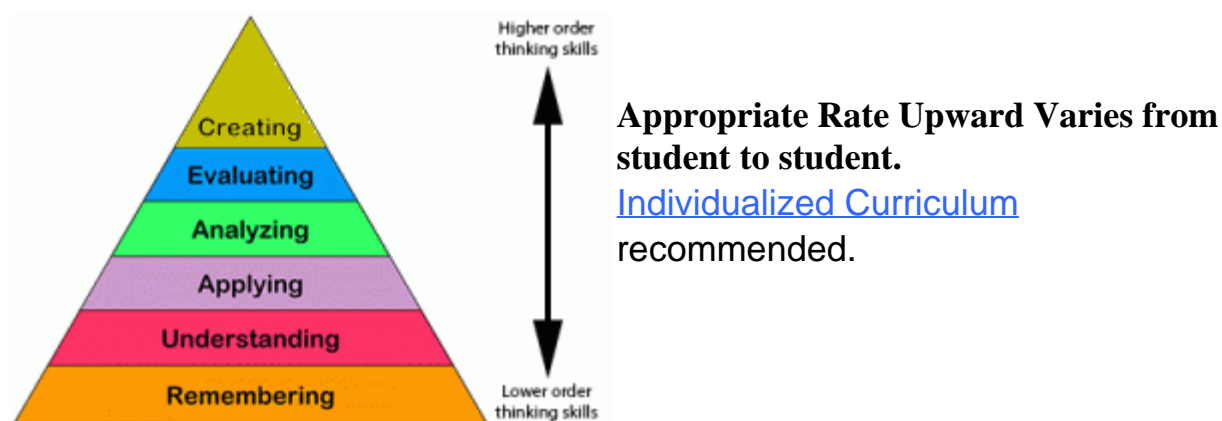 Higher order
thinking skills
Creating
Evaluating
Analyzing
Applying
Understanding
Remembering
Lower order
thinking skills
Appropriate Rate Upward Varies from
student to student.
Individualized Curriculum
recommended.